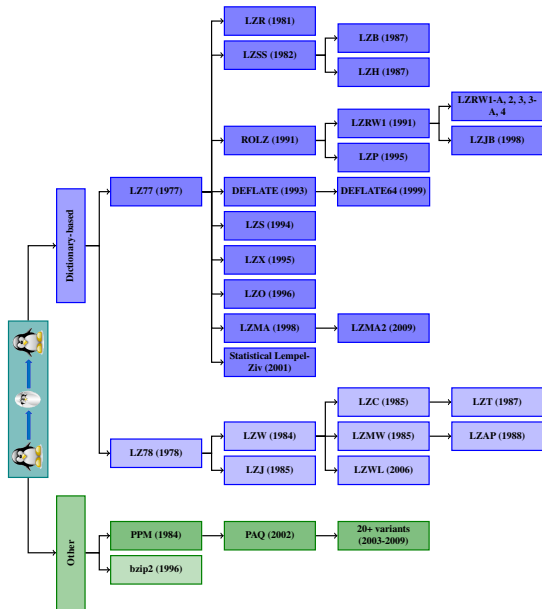 LZR (1981)
LZSS (1982)
LZB (1987)
LZH (1987)
ROLZ (1991)
LZRW1 (1991)
LZRW1-A, 2, 3, 3-
A, 4
LZJB (1998)
LZP (1995)
Dictionary-based
LZ77 (1977)
DEFLATE (1993)
DEFLATE64 (1999)
LZS (1994)
LZX (1995)
LZO (1996)
LZMA (1998)
LZMA2 (2009)
Statistical Lempel-
Ziv (2001)
LZ78 (1978)
LZW (1984)
LZC (1985)
LZT (1987)
LZMW (1985)
LZAP (1988)
LZJ (1985)
LZWL (2006)
Other
PPM (1984)
PAQ (2002)
20+ variants
(2003-2009)
bzip2 (1996)